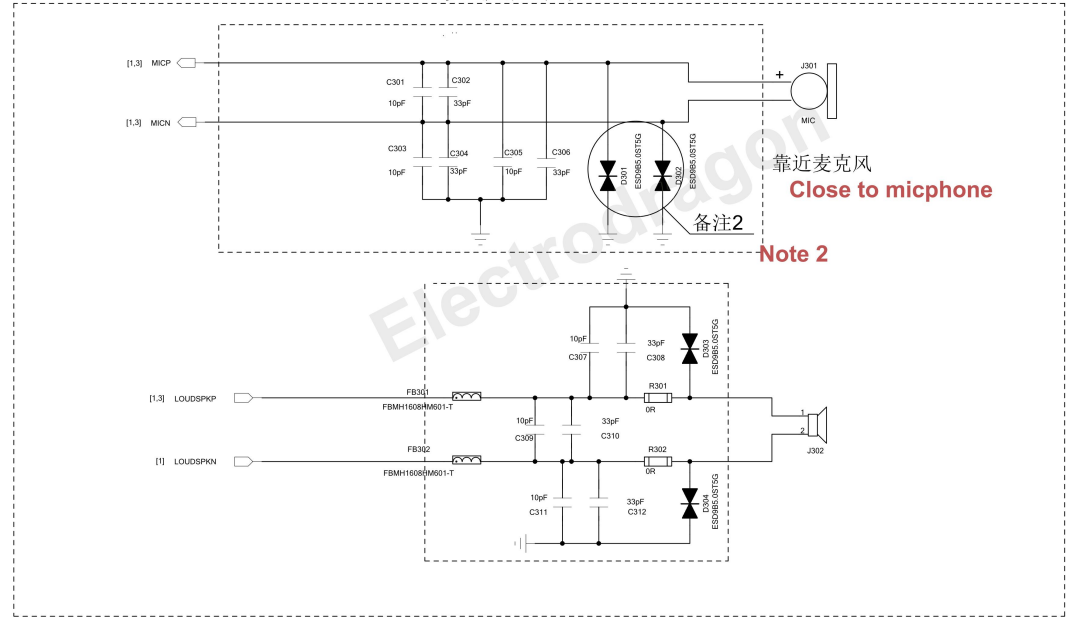 [1,3] MICP
C301
C302
10pF
33pF
J301
+
MIC
[1,3] MICN
C303
C304
C305
C306
10pF
33pF
10pF
33pF
D301
ESD9B5.0ST5G
D302
ESD9B5.0ST5G
靠近麦克风
Close to micphone
备注2
Note 2
Electrodragon
10pF
C307
33pF
C308
D303
ESD9B5.0ST5G
[1,3] LOUDSPKP
FB301
FBMH1608HM601-T
R301
0R
10pF
C309
33pF
C310
1
2
J302
[1] LOUDSPKN
FB302
FBMH1608HM601-T
R302
0R
10pF
C311
33pF
C312
D304
ESD9B5.0ST5G